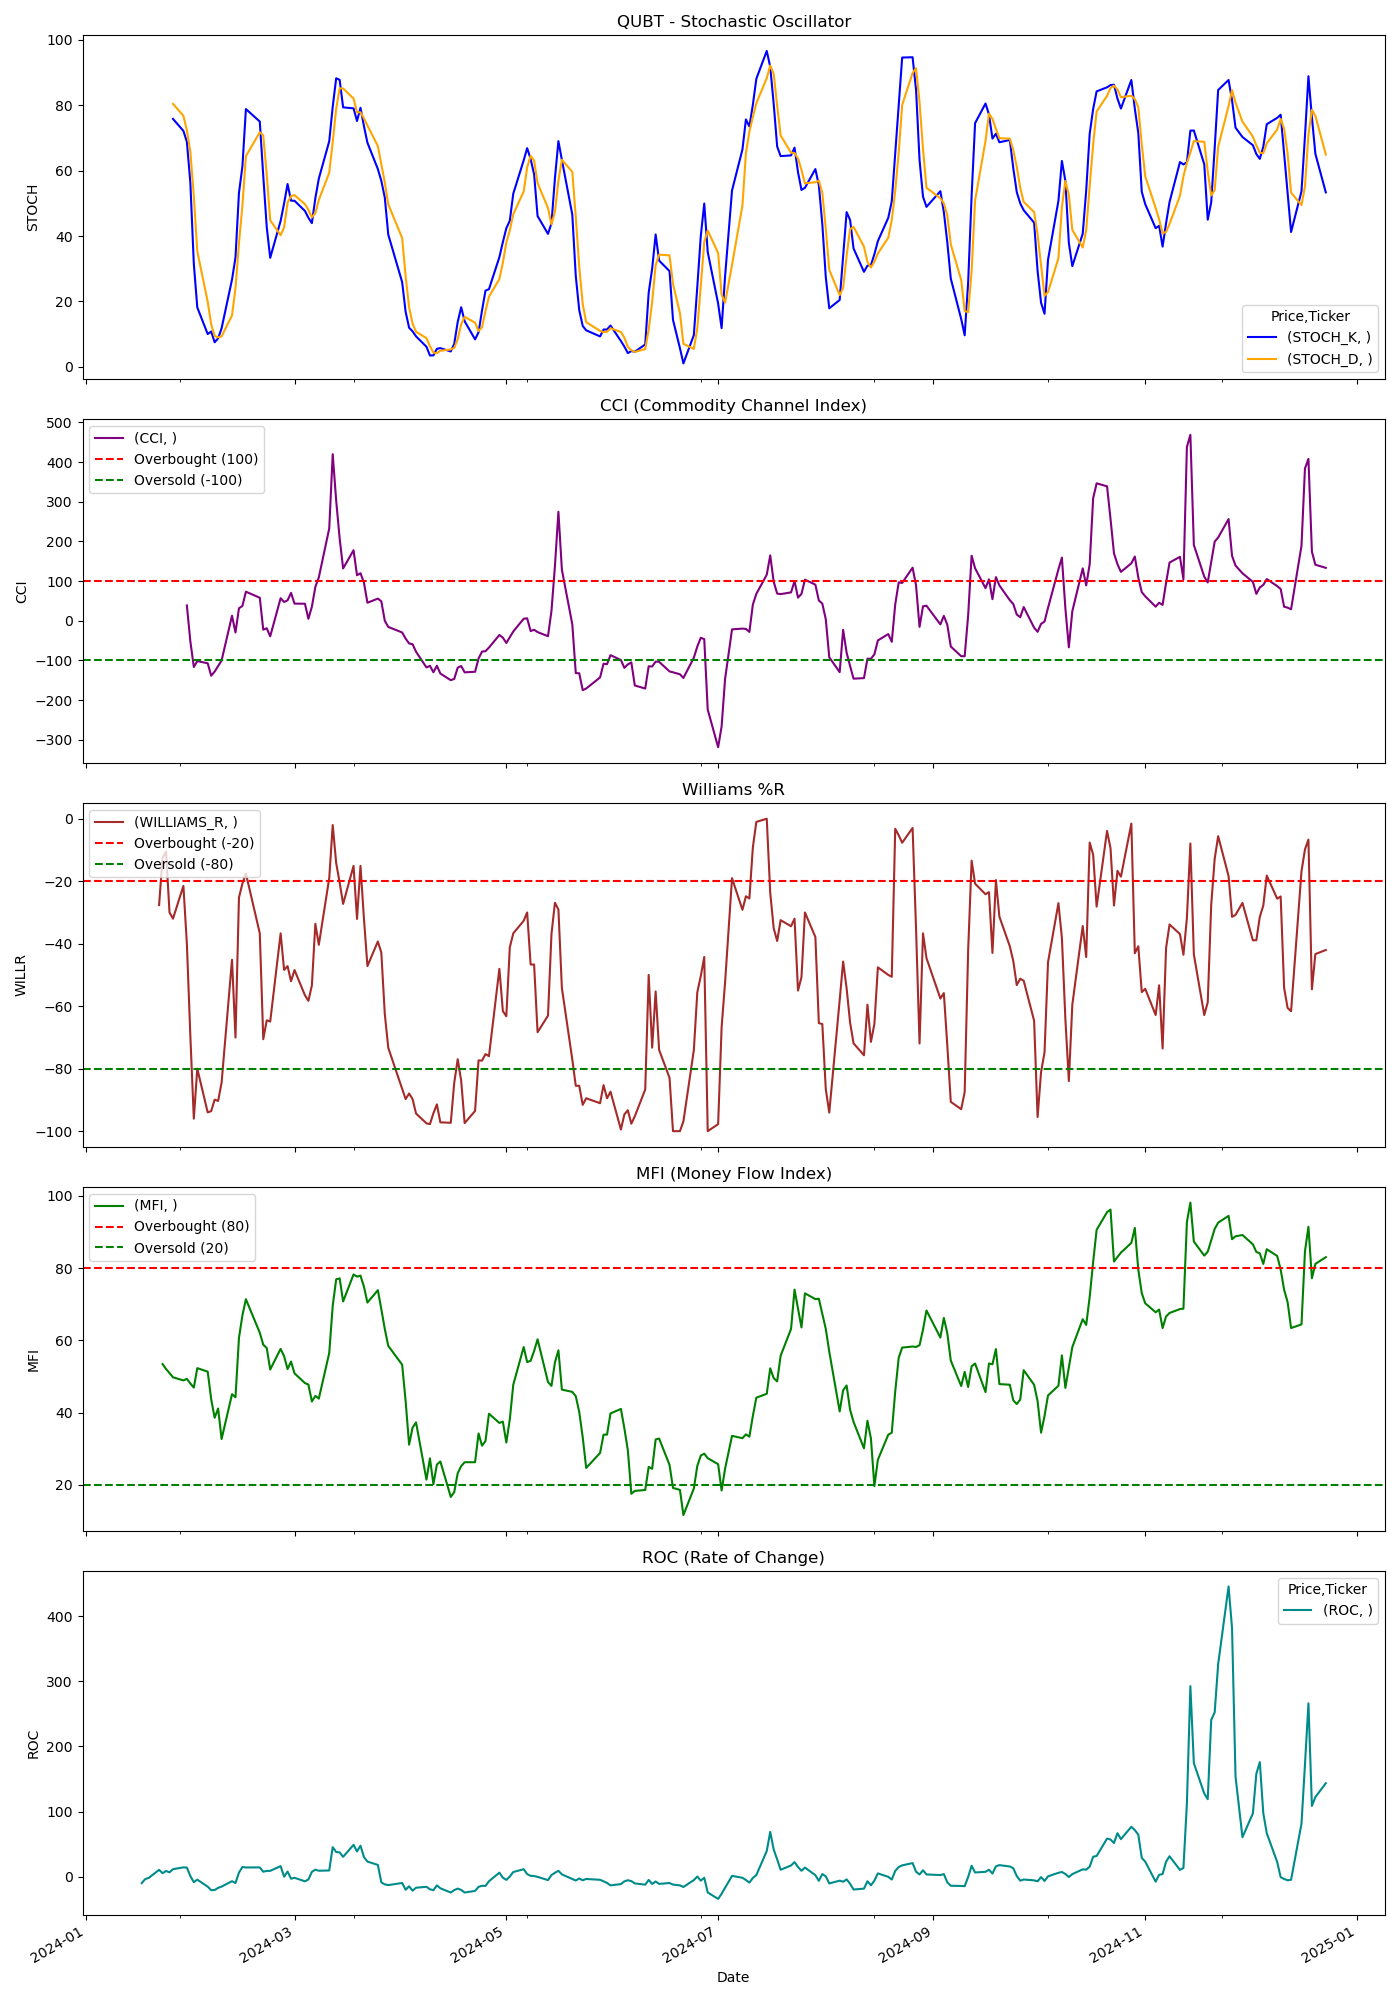 QUBT - Stochastic Oscillator
100
80
60
40
20
0
STOCH
Price,Ticker
(STOCH_K, )
(STOCH_D, )
CCI (Commodity Channel Index)
500
400
300
200
100
0
−100
−200
−300
CCI
(CCI, )
Overbought (100)
Oversold (-100)
Williams %R
0
−20
−40
−60
−80
−100
WILLR
(WILLIAMS_R, )
Overbought (-20)
Oversold (-80)
MFI (Money Flow Index)
100
80
60
40
20
MFI
(MFI, )
Overbought (80)
Oversold (20)
ROC (Rate of Change)
400
300
200
100
0
ROC
Price,Ticker
(ROC, )
2024-01
2024-03
2024-05
2024-07
2024-09
2024-11
2025-01
Date